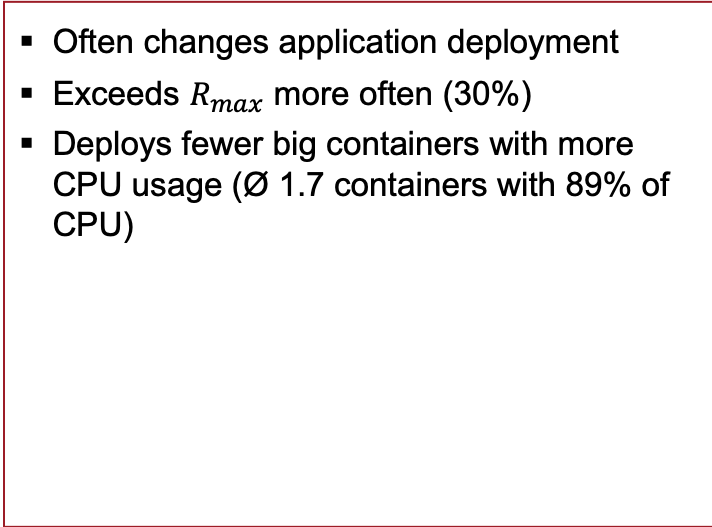 ▪ Often changes application deployment
▪ Exceeds R_max more often (30%)
▪ Deploys fewer big containers with more
CPU usage (Ø 1.7 containers with 89% of
CPU)